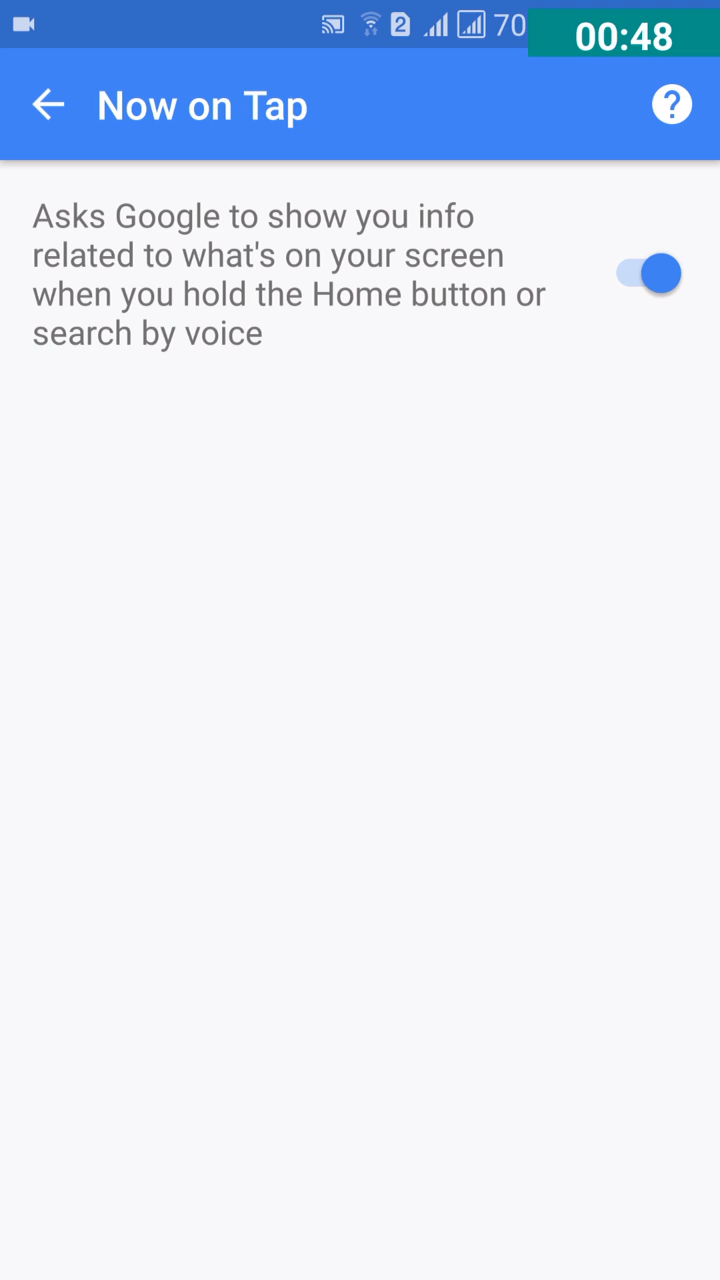 2 70 00:48
Now on Tap ?
Asks Google to show you info
related to what's on your screen
when you hold the Home button or
search by voice